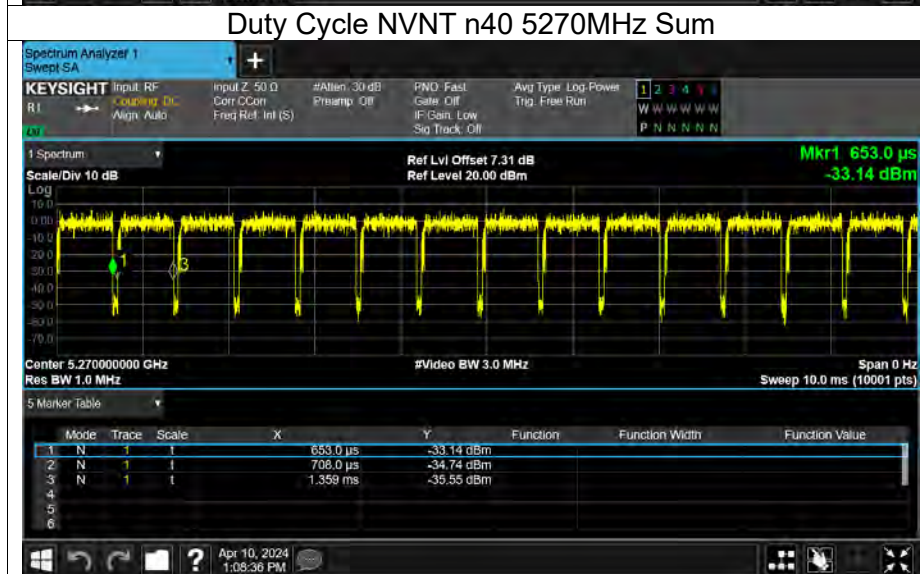 Duty Cycle NVNT n40 5270MHz Sum
Spectrum Analyzer 1
Swept SA
+
KEYSIGHT Input: RF Input Z: 50 Ω #Atten: 30 dB PNO: Fast Avg Type: Log-Power 1 2 3 4 5 6
Coupling: DC Corr CCorr Preamp: Off Gate: Off Trig: Free Run W W W W W W
Align: Auto Freq Ref: Int (S) IF Gain: Low
Sig Track: Off P N N N N N
1 Spectrum
Ref Lvl Offset 7.31 dB Mkr1 653.0 µs
Scale/Div 10 dB Ref Level 20.00 dBm -33.14 dBm
Log
10.0
0.00
-10.0
-20.0
-30.0
-40.0
-50.0
-60.0
-70.0
1
3
Center 5.270000000 GHz #Video BW 3.0 MHz Span 0 Hz
Res BW 1.0 MHz Sweep 10.0 ms (10001 pts)
5 Marker Table
Mode Trace Scale X Y Function Function Width Function Value
1 N 1 t 653.0 µs -33.14 dBm
2 N 1 t 708.0 µs -34.74 dBm
3 N 1 t 1.359 ms -35.55 dBm
4
5
6
? Apr 10, 2024
1:08:36 PM